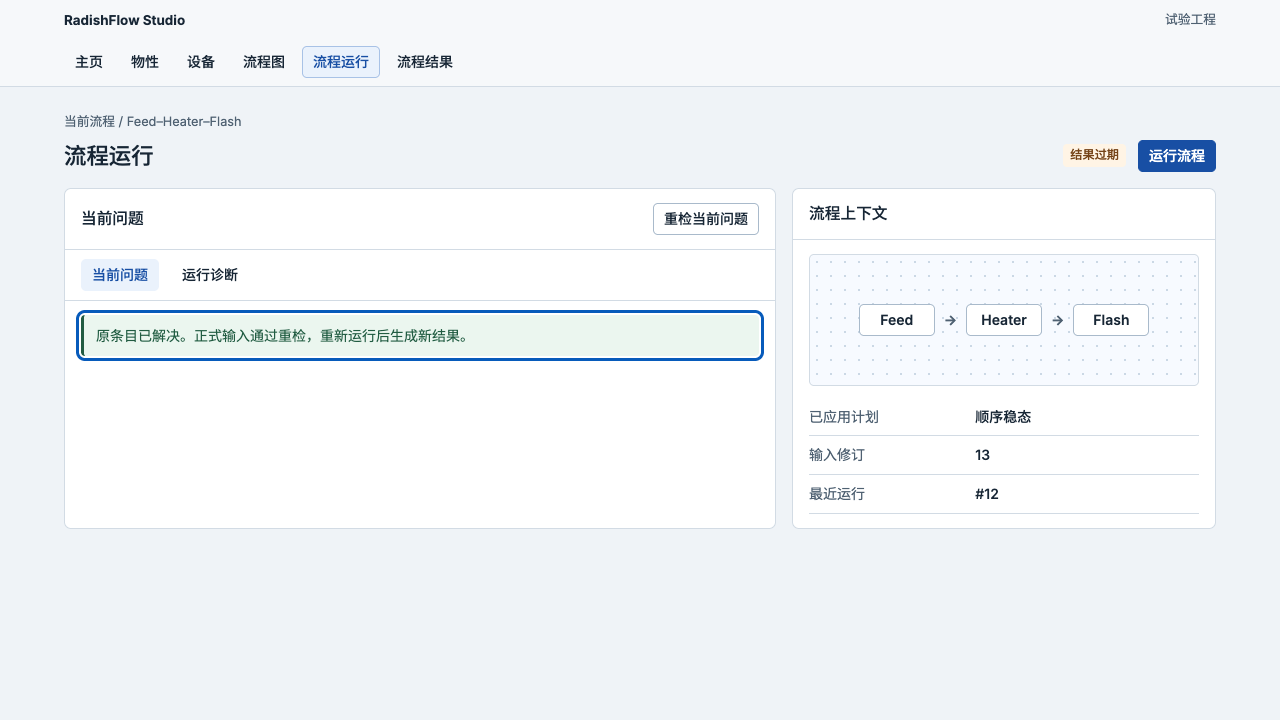 RadishFlow Studio
试验工程
主页 物性 设备 流程图 流程运行 流程结果
当前流程 / Feed–Heater–Flash
流程运行
结果过期
运行流程
当前问题
重检当前问题
当前问题 运行诊断
原条目已解决。正式输入通过重检，重新运行后生成新结果。
流程上下文
Feed → Heater → Flash
已应用计划 顺序稳态
输入修订 13
最近运行 #12